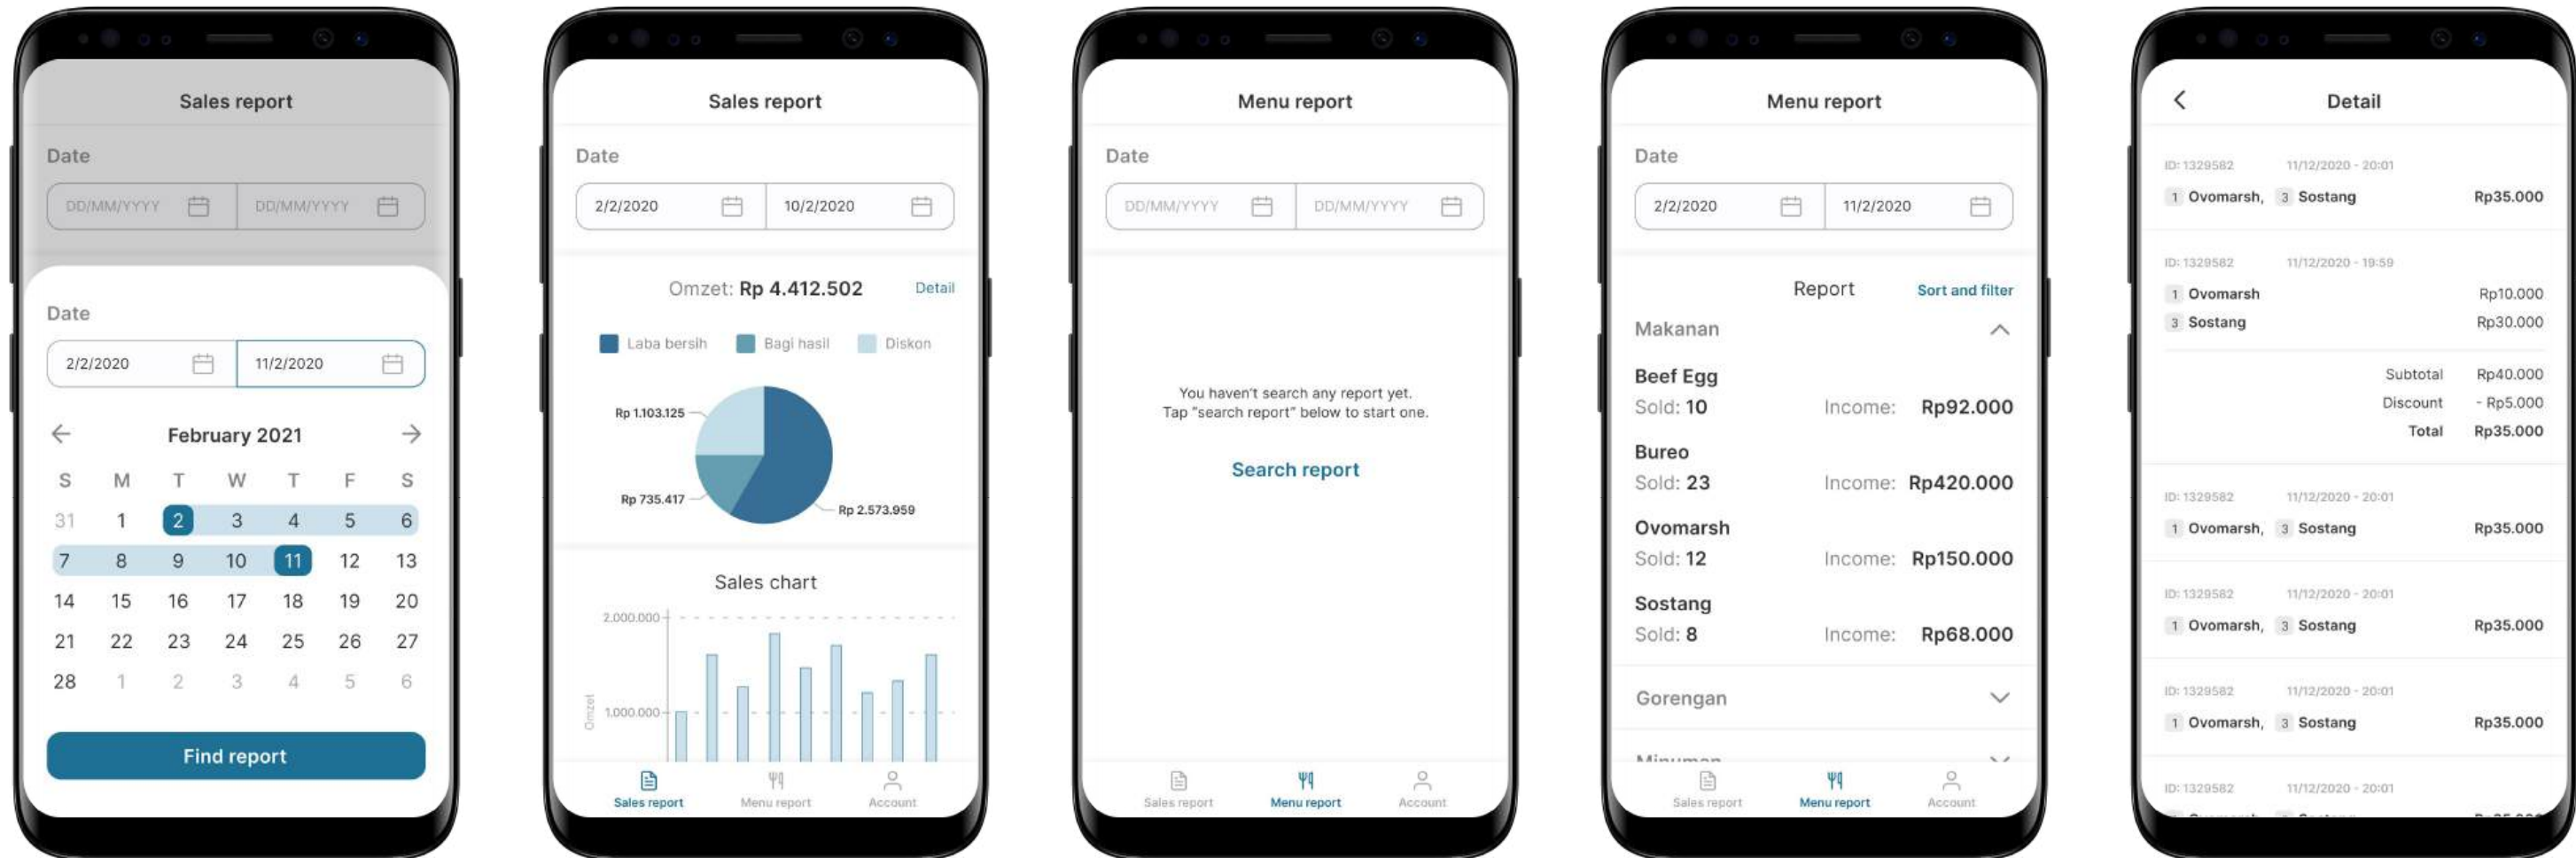 Sales report
Date
DD/MM/YYYY DD/MM/YYYY
Date
2/2/2020 11/2/2020
February 2021
S M T W T F S
31 1 2 3 4 5 6
7 8 9 10 11 12 13
14 15 16 17 18 19 20
21 22 23 24 25 26 27
28 1 2 3 4 5 6
Find report
Sales report
Date
2/2/2020 10/2/2020
Omzet: Rp 4.412.502 Detail
Laba bersih Bagi hasil Diskon
Rp 1.103.125
Rp 735.417
Rp 2.573.959
Sales chart
2.000.000
Omzet
1.000.000
Sales report Menu report Account
Menu report
Date
DD/MM/YYYY DD/MM/YYYY
You haven't search any report yet.
Tap "search report" below to start one.
Search report
Sales report Menu report Account
Menu report
Date
2/2/2020 11/2/2020
Report Sort and filter
Makanan
Beef Egg
Sold: 10 Income: Rp92.000
Bureo
Sold: 23 Income: Rp420.000
Ovomarsh
Sold: 12 Income: Rp150.000
Sostang
Sold: 8 Income: Rp68.000
Gorengan
Minuman
Sales report Menu report Account
Detail
ID: 1329582 11/12/2020 - 20:01
1 Ovomarsh, 3 Sostang Rp35.000
ID: 1329582 11/12/2020 - 19:59
1 Ovomarsh Rp10.000
3 Sostang Rp30.000
Subtotal Rp40.000
Discount - Rp5.000
Total Rp35.000
ID: 1329582 11/12/2020 - 20:01
1 Ovomarsh, 3 Sostang Rp35.000
ID: 1329582 11/12/2020 - 20:01
1 Ovomarsh, 3 Sostang Rp35.000
ID: 1329582 11/12/2020 - 20:01
1 Ovomarsh, 3 Sostang Rp35.000
ID: 1329582 11/12/2020 - 20:01